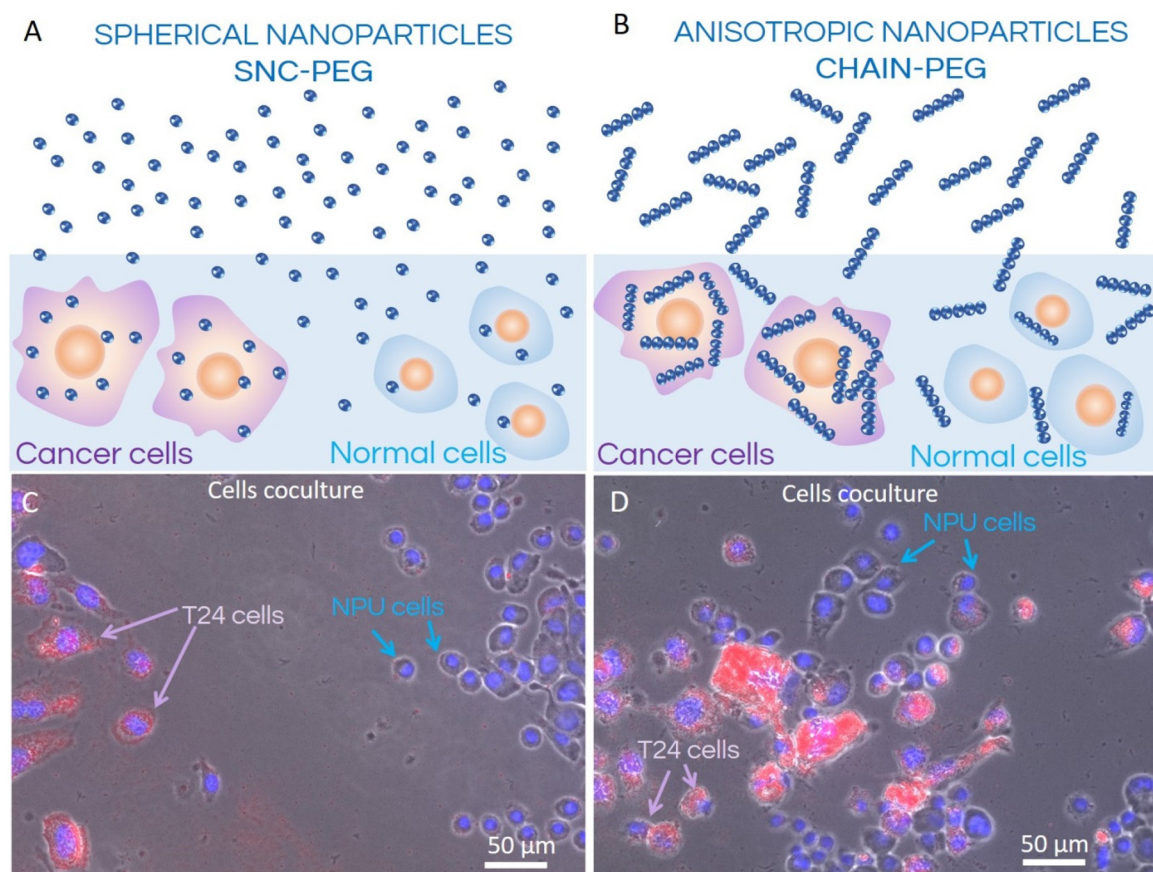 A
SPHERICAL NANOPARTICLES
SNC-PEG
B
ANISOTROPIC NANOPARTICLES
CHAIN-PEG
Cancer cells
Normal cells
Cancer cells
Normal cells
C
Cells coculture
T24 cells
NPU cells
50 µm
D
Cells coculture
NPU cells
T24 cells
50 µm